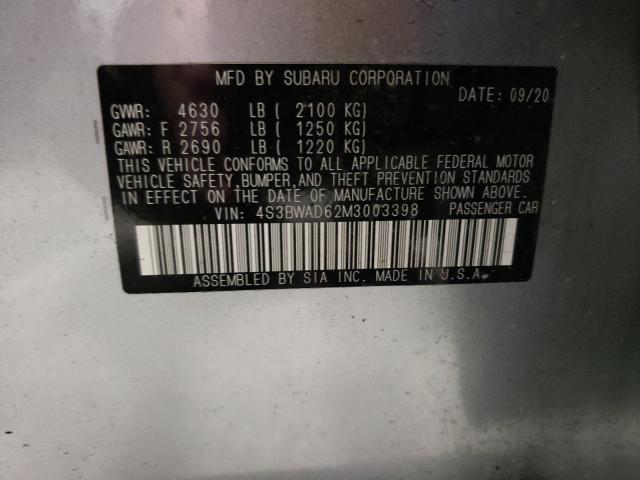 MFD BY SUBARU CORPORATION
DATE: 09/20
GVWR: 4630 LB ( 2100 KG)
GAWR: F 2756 LB ( 1250 KG)
GAWR: R 2690 LB ( 1220 KG)
THIS VEHICLE CONFORMS TO ALL APPLICABLE FEDERAL MOTOR
VEHICLE SAFETY,BUMPER,AND THEFT PREVENTION STANDARDS
IN EFFECT ON THE DATE OF MANUFACTURE SHOWN ABOVE.
VIN: 4S3BWAD62M3003398 PASSENGER CAR
ASSEMBLED BY SIA INC. MADE IN U.S.A.